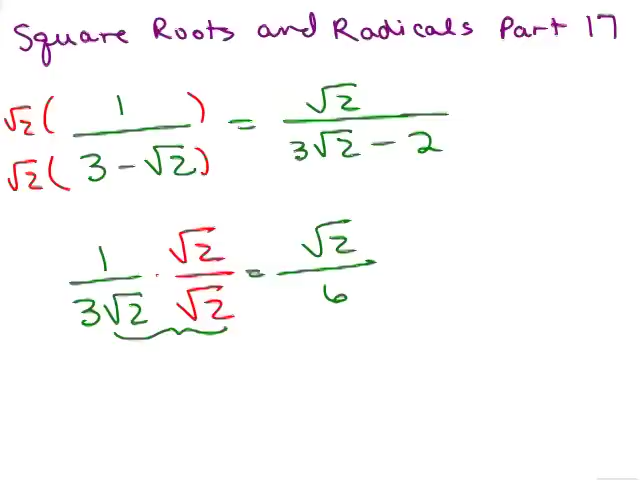 Square Roots and Radicals Part 17
√2 ( 1 ) / √2 ( 3 - √2 ) = √2 / (3√2 - 2)
1 / 3√2 · √2 / √2 = √2 / 6